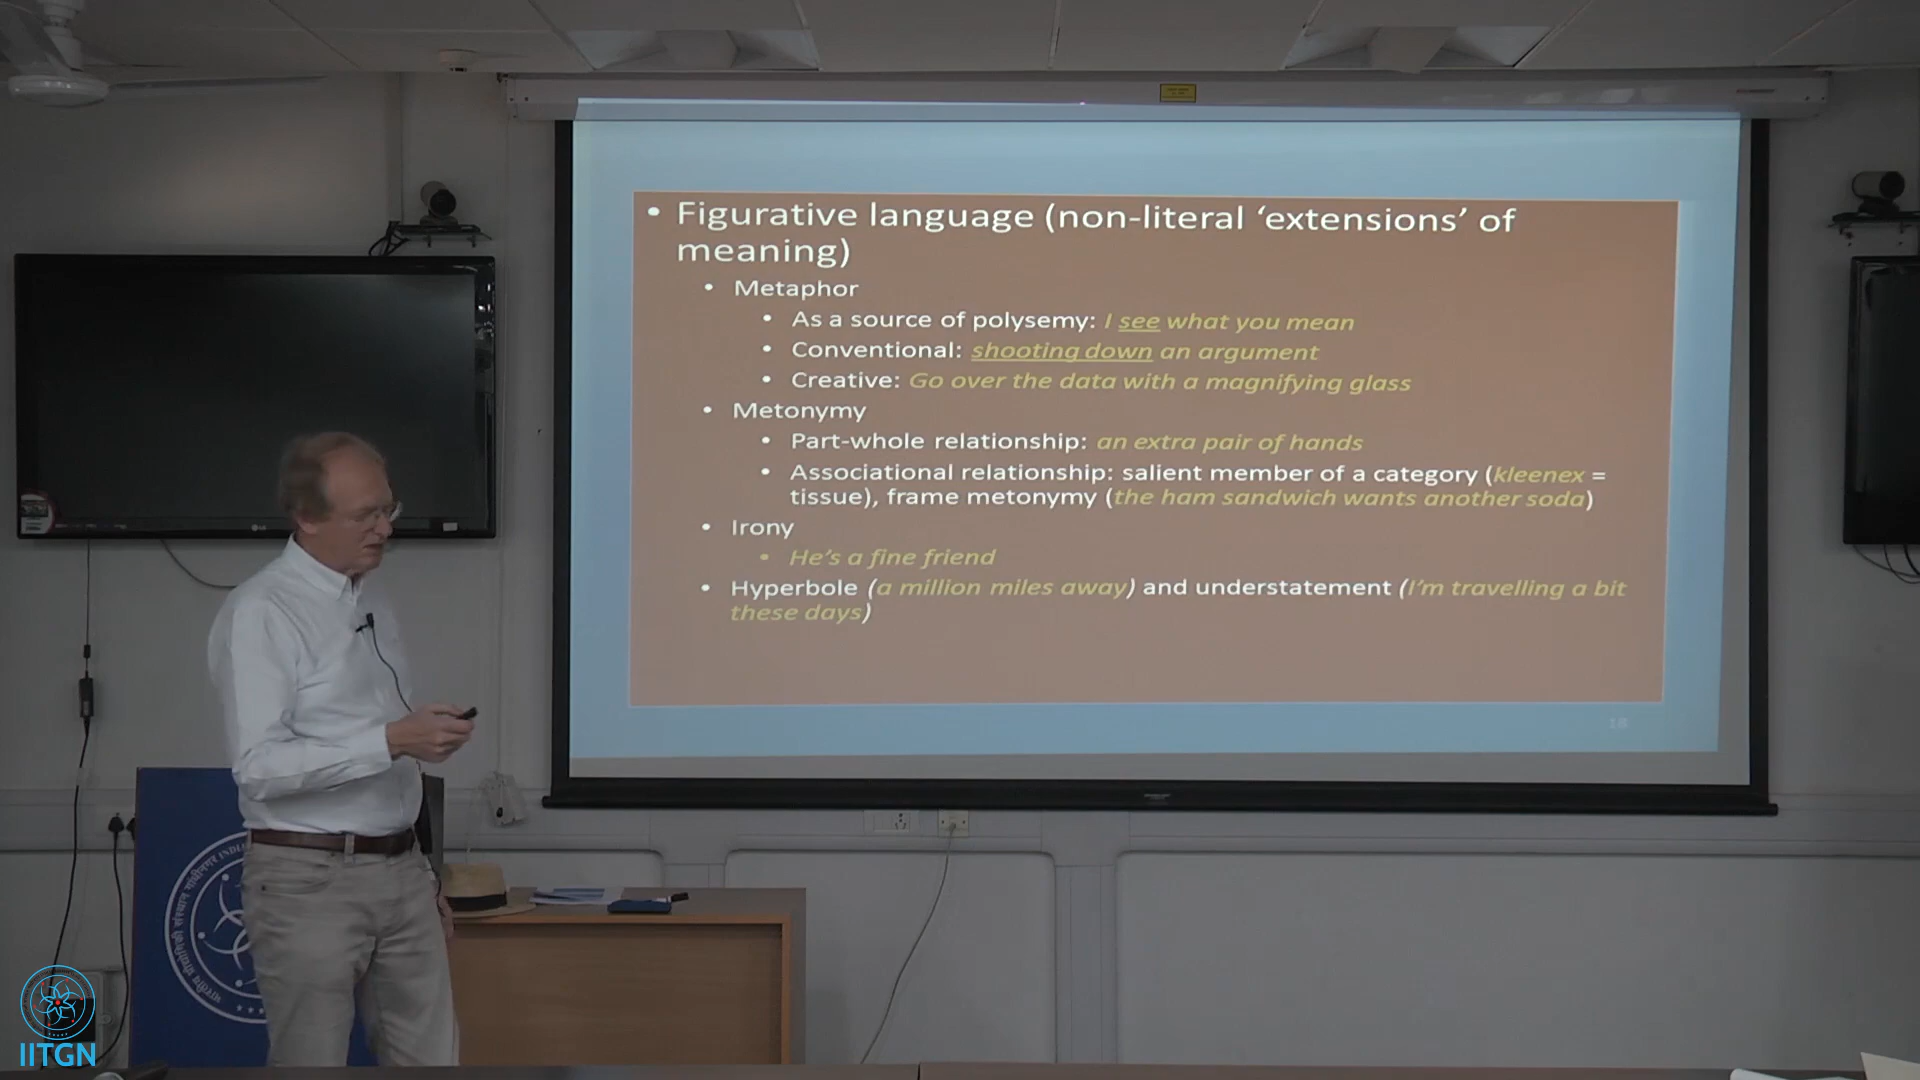 • Figurative language (non-literal ‘extensions’ of
meaning)
• Metaphor
• As a source of polysemy: I see what you mean
• Conventional: shooting down an argument
• Creative: Go over the data with a magnifying glass
• Metonymy
• Part-whole relationship: an extra pair of hands
• Associational relationship: salient member of a category (kleenex =
tissue), frame metonymy (the ham sandwich wants another soda)
• Irony
• He’s a fine friend
• Hyperbole (a million miles away) and understatement (I’m travelling a bit
these days)
18
LG
IITGN